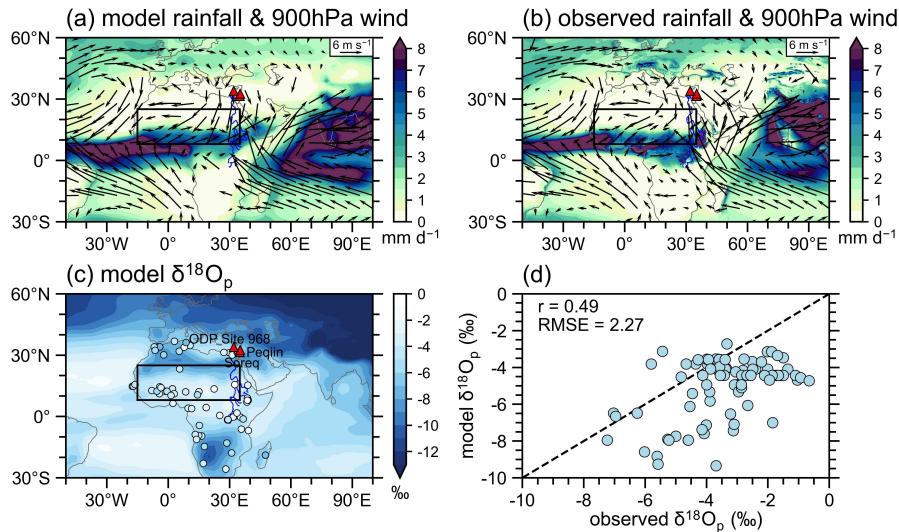 (a) model rainfall & 900hPa wind
60°N
30°N
0°
30°S
30°W
0°
30°E
60°E
90°E
6 m s⁻¹
8
7
6
5
4
3
2
1
0
mm d⁻¹
(b) observed rainfall & 900hPa wind
60°N
30°N
0°
30°S
30°W
0°
30°E
60°E
90°E
6 m s⁻¹
8
7
6
5
4
3
2
1
0
mm d⁻¹
(c) model δ¹⁸Oₚ
60°N
30°N
0°
30°S
30°W
0°
30°E
60°E
90°E
ODP Site 968
Peqiin
Soreq
0
-2
-4
-6
-8
-10
-12
‰
(d)
r = 0.49
RMSE = 2.27
model δ¹⁸Oₚ (‰)
0
-2
-4
-6
-8
-10
-10
-8
-6
-4
-2
0
observed δ¹⁸Oₚ (‰)